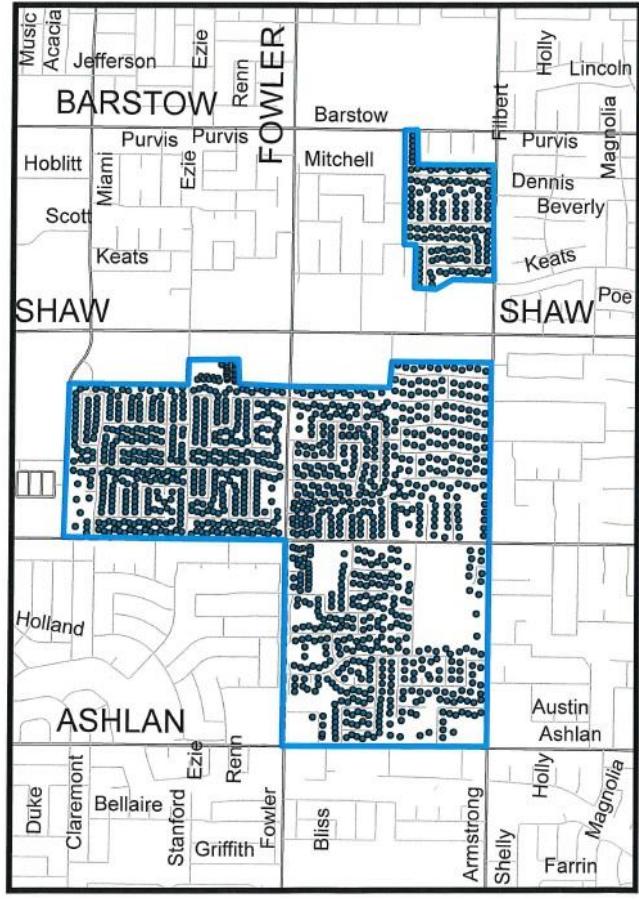 Music
Acacia
Jefferson
Ezie
Renn
FOWLER
Holly
Lincoln
BARSTOW
Barstow
Filbert
Magnolia
Purvis
Purvis
Purvis
Hoblitt
Miami
Ezie
Mitchell
Dennis
Beverly
Scott
Keats
Keats
Poe
SHAW
SHAW
Holland
Austin
ASHLAN
Ashlan
Ezie
Renn
Duke
Claremont
Bellaire
Stanford
Griffith
Fowler
Bliss
Armstrong
Shelly
Holly
Magnolia
Farrin